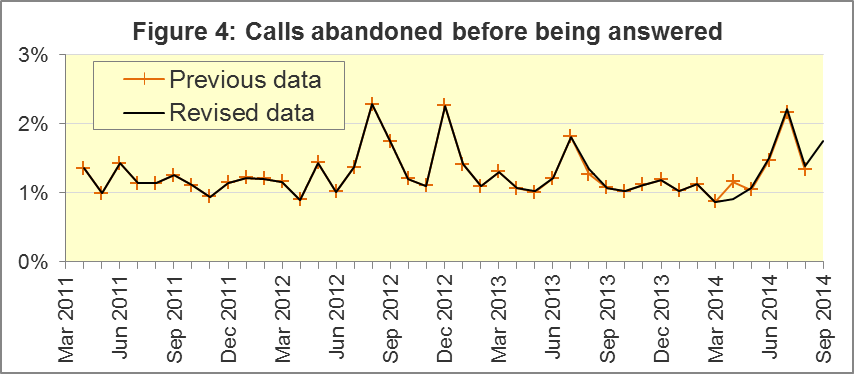 Figure 4: Calls abandoned before being answered
3%
Previous data
Revised data
2%
1%
0%
Mar 2011
Jun 2011
Sep 2011
Dec 2011
Mar 2012
Jun 2012
Sep 2012
Dec 2012
Mar 2013
Jun 2013
Sep 2013
Dec 2013
Mar 2014
Jun 2014
Sep 2014